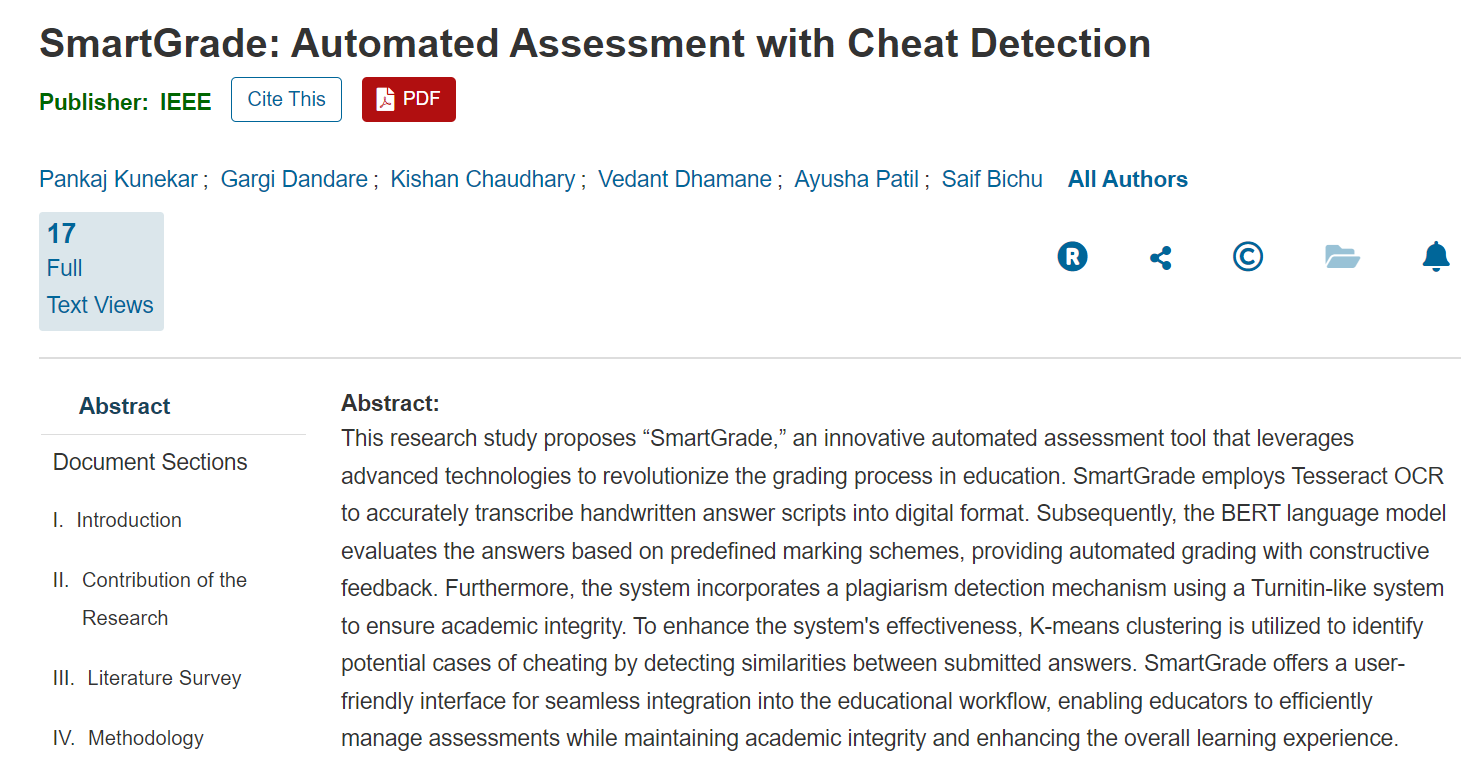 SmartGrade: Automated Assessment with Cheat Detection
Publisher: IEEE Cite This PDF
Pankaj Kunekar ; Gargi Dandare ; Kishan Chaudhary ; Vedant Dhamane ; Ayusha Patil ; Saif Bichu All Authors
17
Full
Text Views
R
©
Abstract
Document Sections
I. Introduction
II. Contribution of the
Research
III. Literature Survey
IV. Methodology
Abstract:
This research study proposes “SmartGrade,” an innovative automated assessment tool that leverages
advanced technologies to revolutionize the grading process in education. SmartGrade employs Tesseract OCR
to accurately transcribe handwritten answer scripts into digital format. Subsequently, the BERT language model
evaluates the answers based on predefined marking schemes, providing automated grading with constructive
feedback. Furthermore, the system incorporates a plagiarism detection mechanism using a Turnitin-like system
to ensure academic integrity. To enhance the system's effectiveness, K-means clustering is utilized to identify
potential cases of cheating by detecting similarities between submitted answers. SmartGrade offers a user-
friendly interface for seamless integration into the educational workflow, enabling educators to efficiently
manage assessments while maintaining academic integrity and enhancing the overall learning experience.